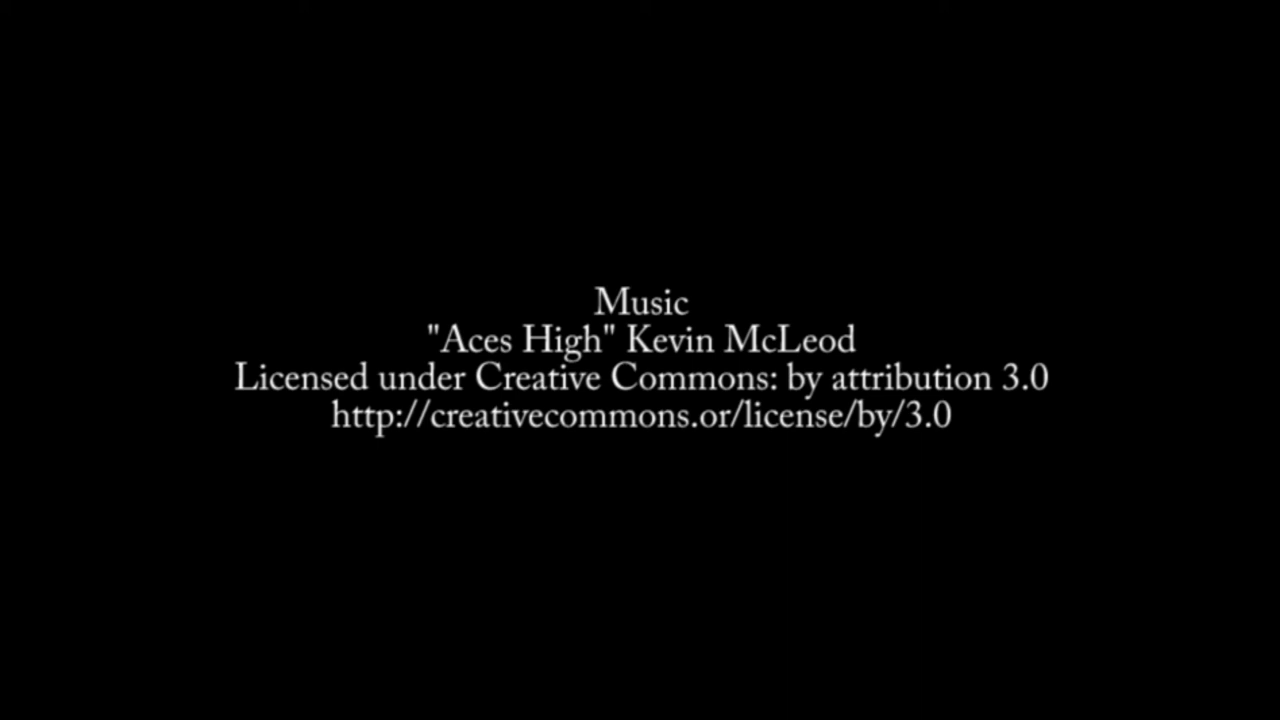 Music
"Aces High" Kevin McLeod
Licensed under Creative Commons: by attribution 3.0
http://creativecommons.or/license/by/3.0